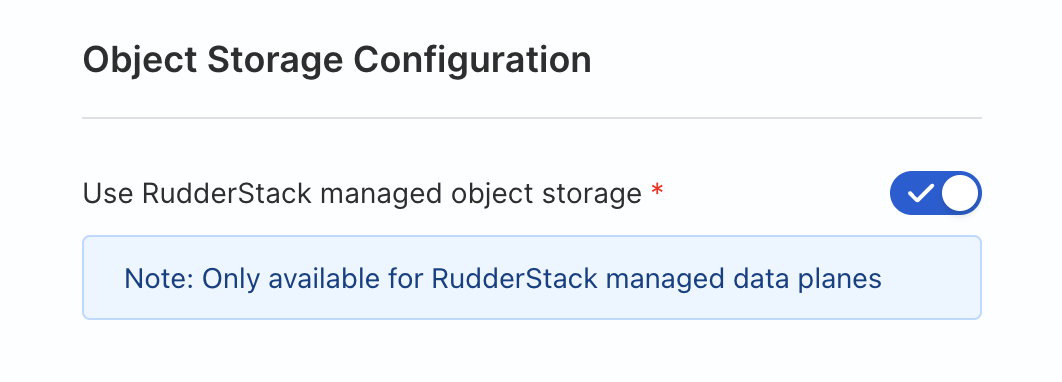 Object Storage Configuration
Use RudderStack managed object storage *
Note: Only available for RudderStack managed data planes